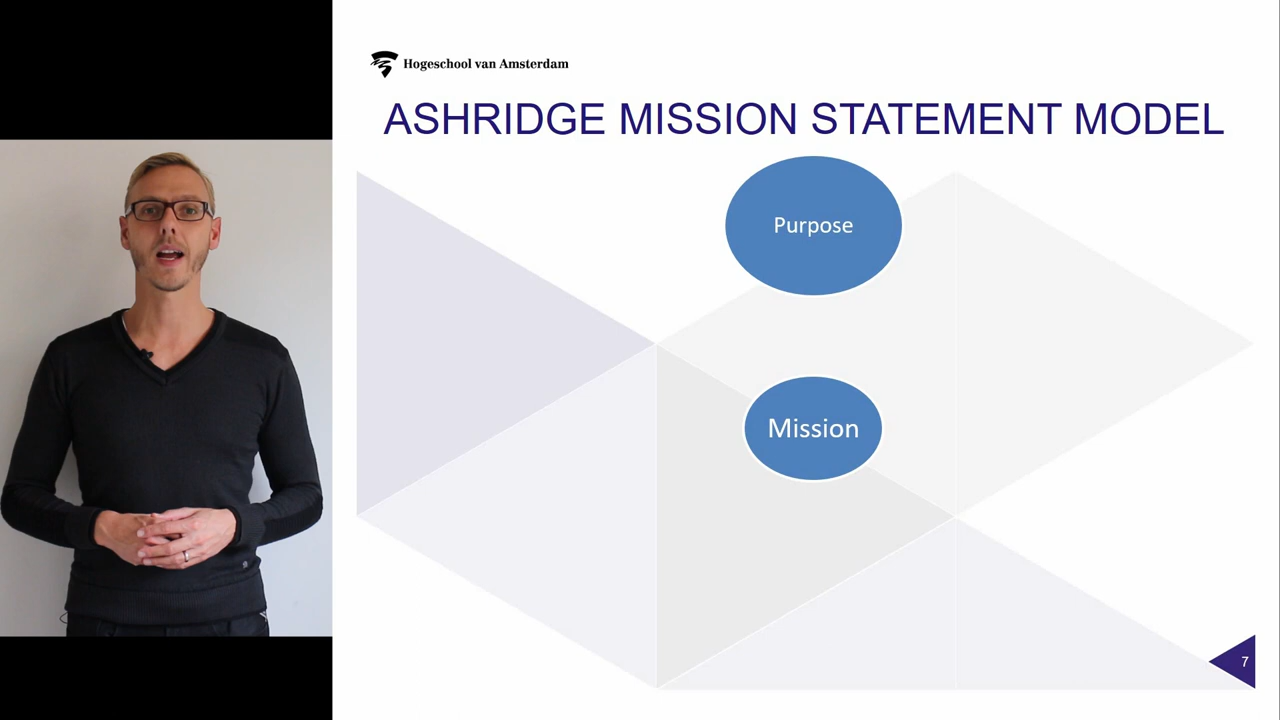 Hogeschool van Amsterdam
ASHRIDGE MISSION STATEMENT MODEL
Purpose
Mission
7